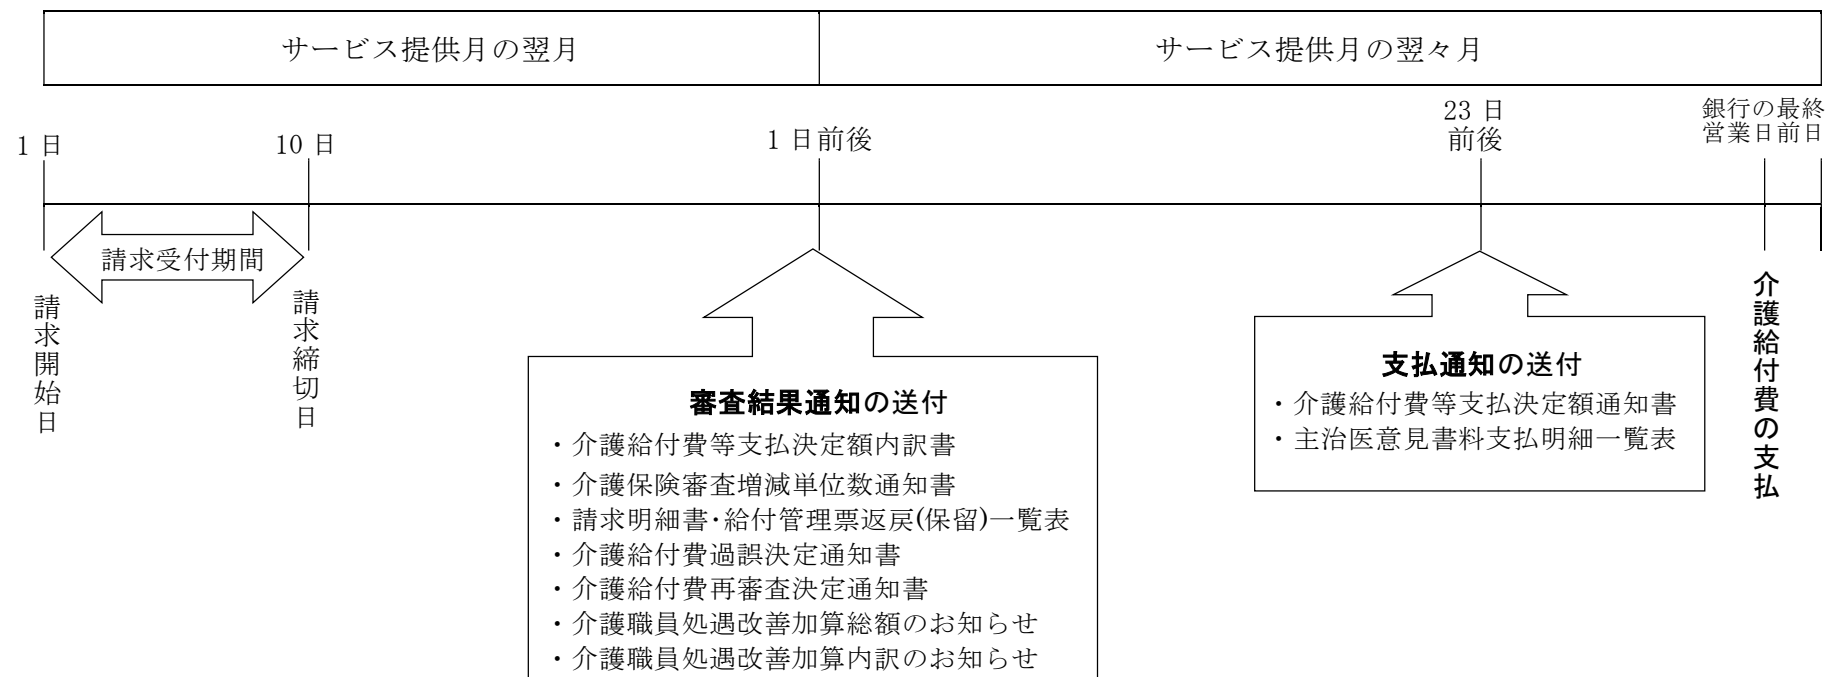 サービス提供月の翌月
サービス提供月の翌々月
1 日
10 日
1 日前後
23 日
前後
銀行の最終
営業日前日
請求受付期間
請求開始日
請求締切日
審査結果通知の送付
・介護給付費等支払決定額内訳書
・介護保険審査増減単位数通知書
・請求明細書･給付管理票返戻(保留)一覧表
・介護給付費過誤決定通知書
・介護給付費再審査決定通知書
・介護職員処遇改善加算総額のお知らせ
・介護職員処遇改善加算内訳のお知らせ
支払通知の送付
・介護給付費等支払決定額通知書
・主治医意見書料支払明細一覧表
介護給付費の支払